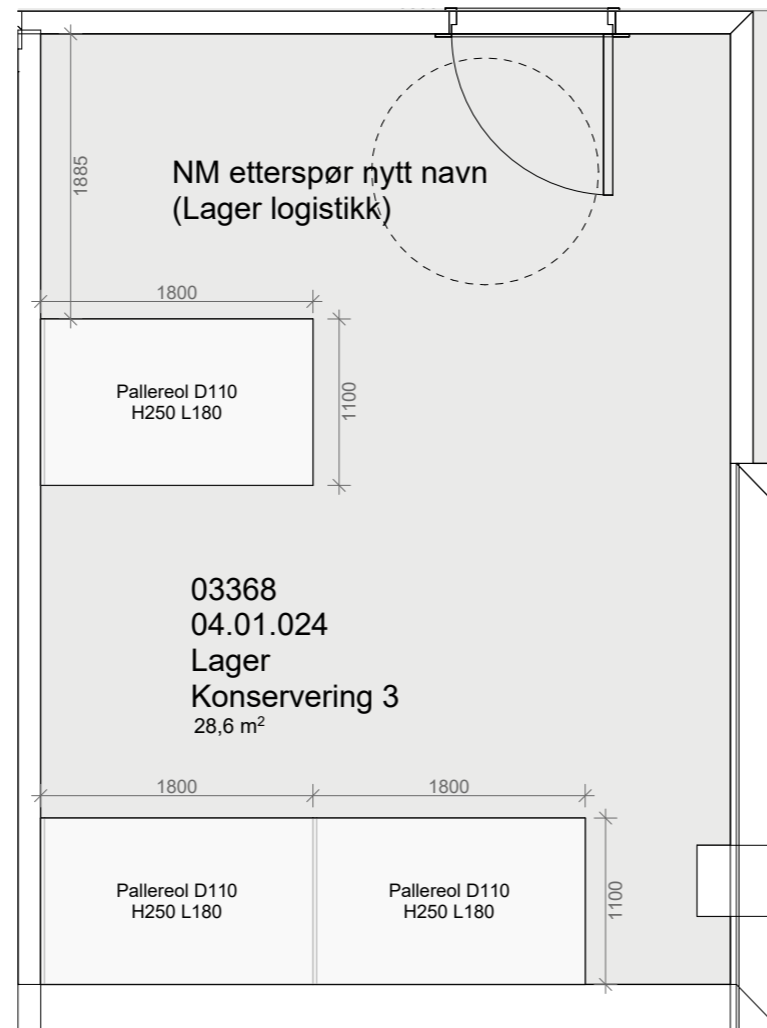 1885
NM etterspør nytt navn
(Lager logistikk)
1800
Pallereol D110
H250 L180
1100
03368
04.01.024
Lager
Konservering 3
28,6 m²
1800
1800
Pallereol D110
H250 L180
Pallereol D110
H250 L180
1100